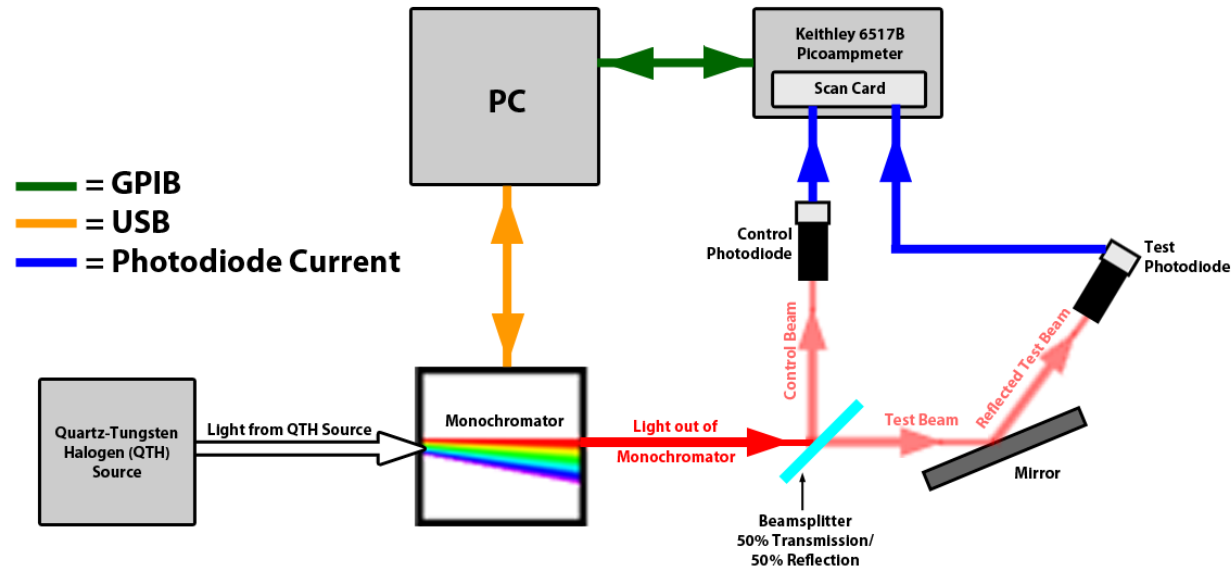 Keithley 6517B
Picoampmeter
Scan Card
PC
= GPIB
= USB
= Photodiode Current
Control
Photodiode
Test
Photodiode
Control Beam
Reflected Test Beam
Quartz-Tungsten
Halogen (QTH)
Source
Light from QTH Source
Monochromator
Light out of
Monochromator
Test Beam
Mirror
Beamsplitter
50% Transmission/
50% Reflection